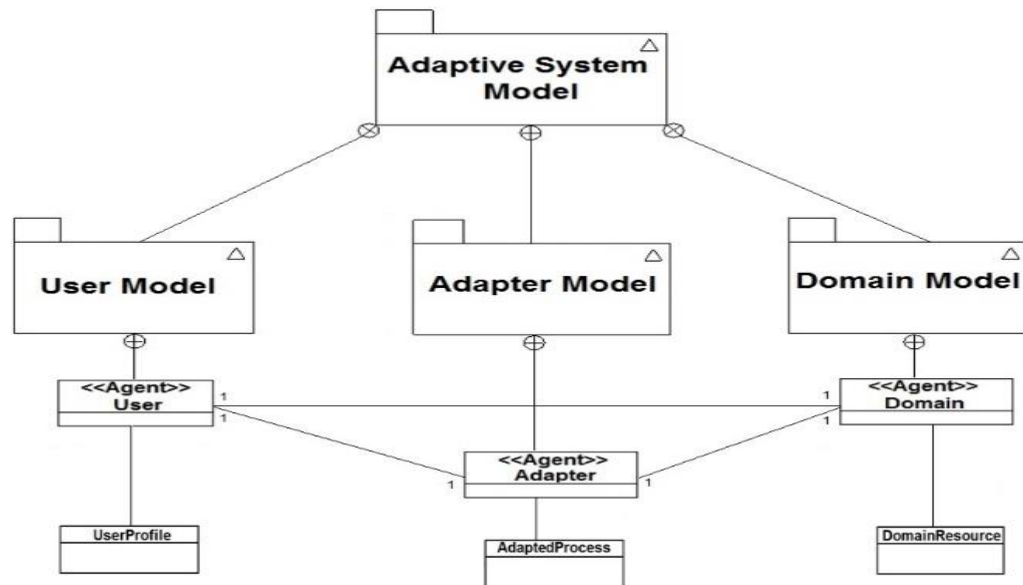 Adaptive System
Model
User Model
Adapter Model
Domain Model
<<Agent>>
User
1
1
1
1
<<Agent>>
Domain
<<Agent>>
Adapter
1
1
UserProfile
AdaptedProcess
DomainResource